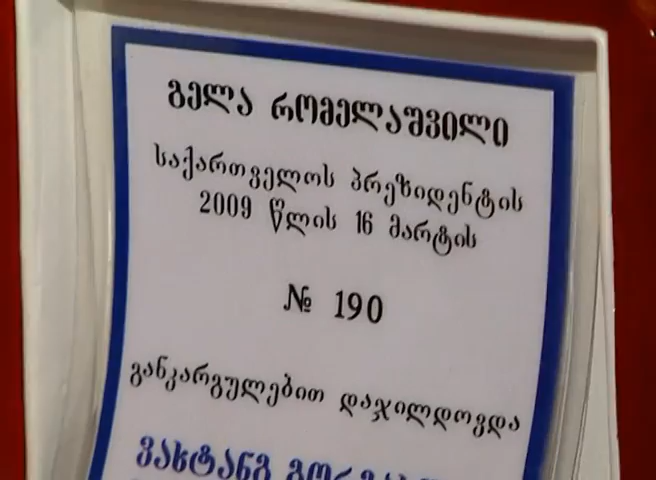 გელა რომელაშვილი
საქართველოს პრეზიდენტის
2009 წლის 16 მარტის
№ 190
განკარგულებით დაჯილდოვდა
ვახტანგ